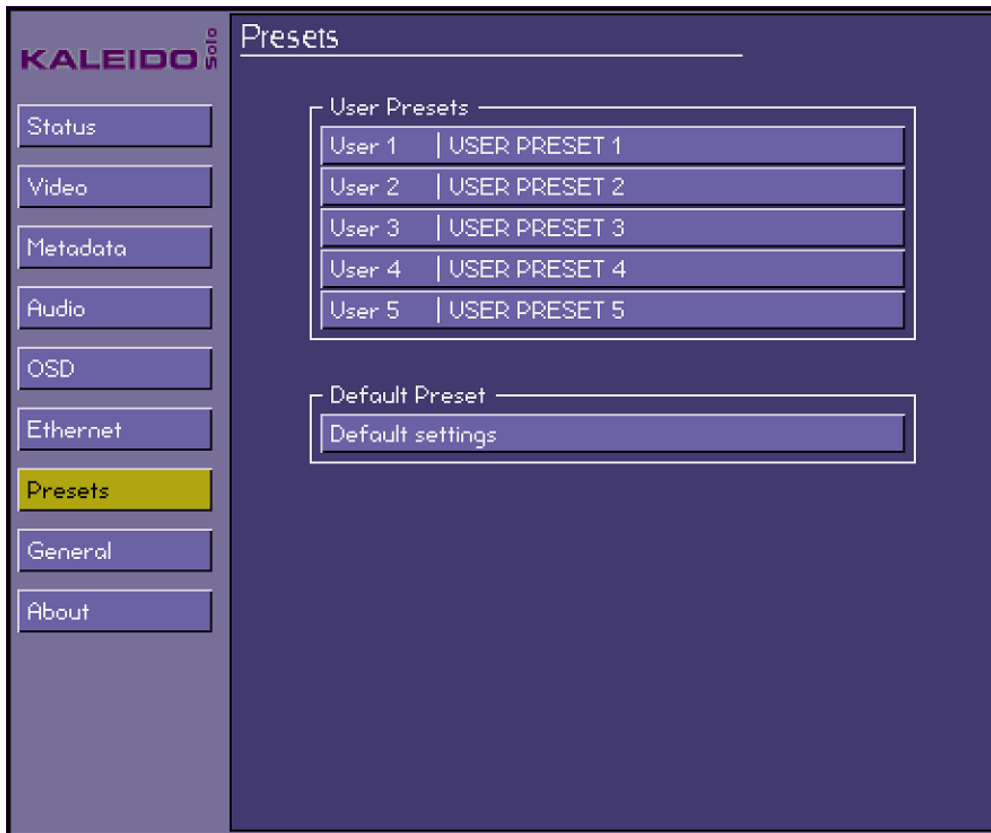 KALEIDO Solo
Status
Video
Metadata
Audio
OSD
Ethernet
Presets
General
About
Presets
User Presets
User 1 | USER PRESET 1
User 2 | USER PRESET 2
User 3 | USER PRESET 3
User 4 | USER PRESET 4
User 5 | USER PRESET 5
Default Preset
Default settings